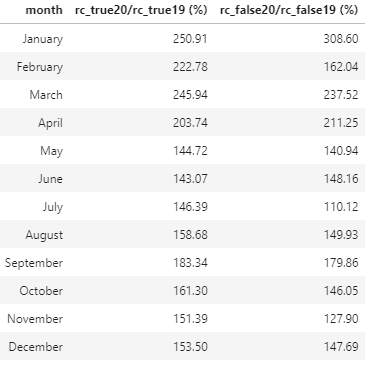 month rc_true20/rc_true19 (%) rc_false20/rc_false19 (%)
January 250.91 308.60
February 222.78 162.04
March 245.94 237.52
April 203.74 211.25
May 144.72 140.94
June 143.07 148.16
July 146.39 110.12
August 158.68 149.93
September 183.34 179.86
October 161.30 146.05
November 151.39 127.90
December 153.50 147.69